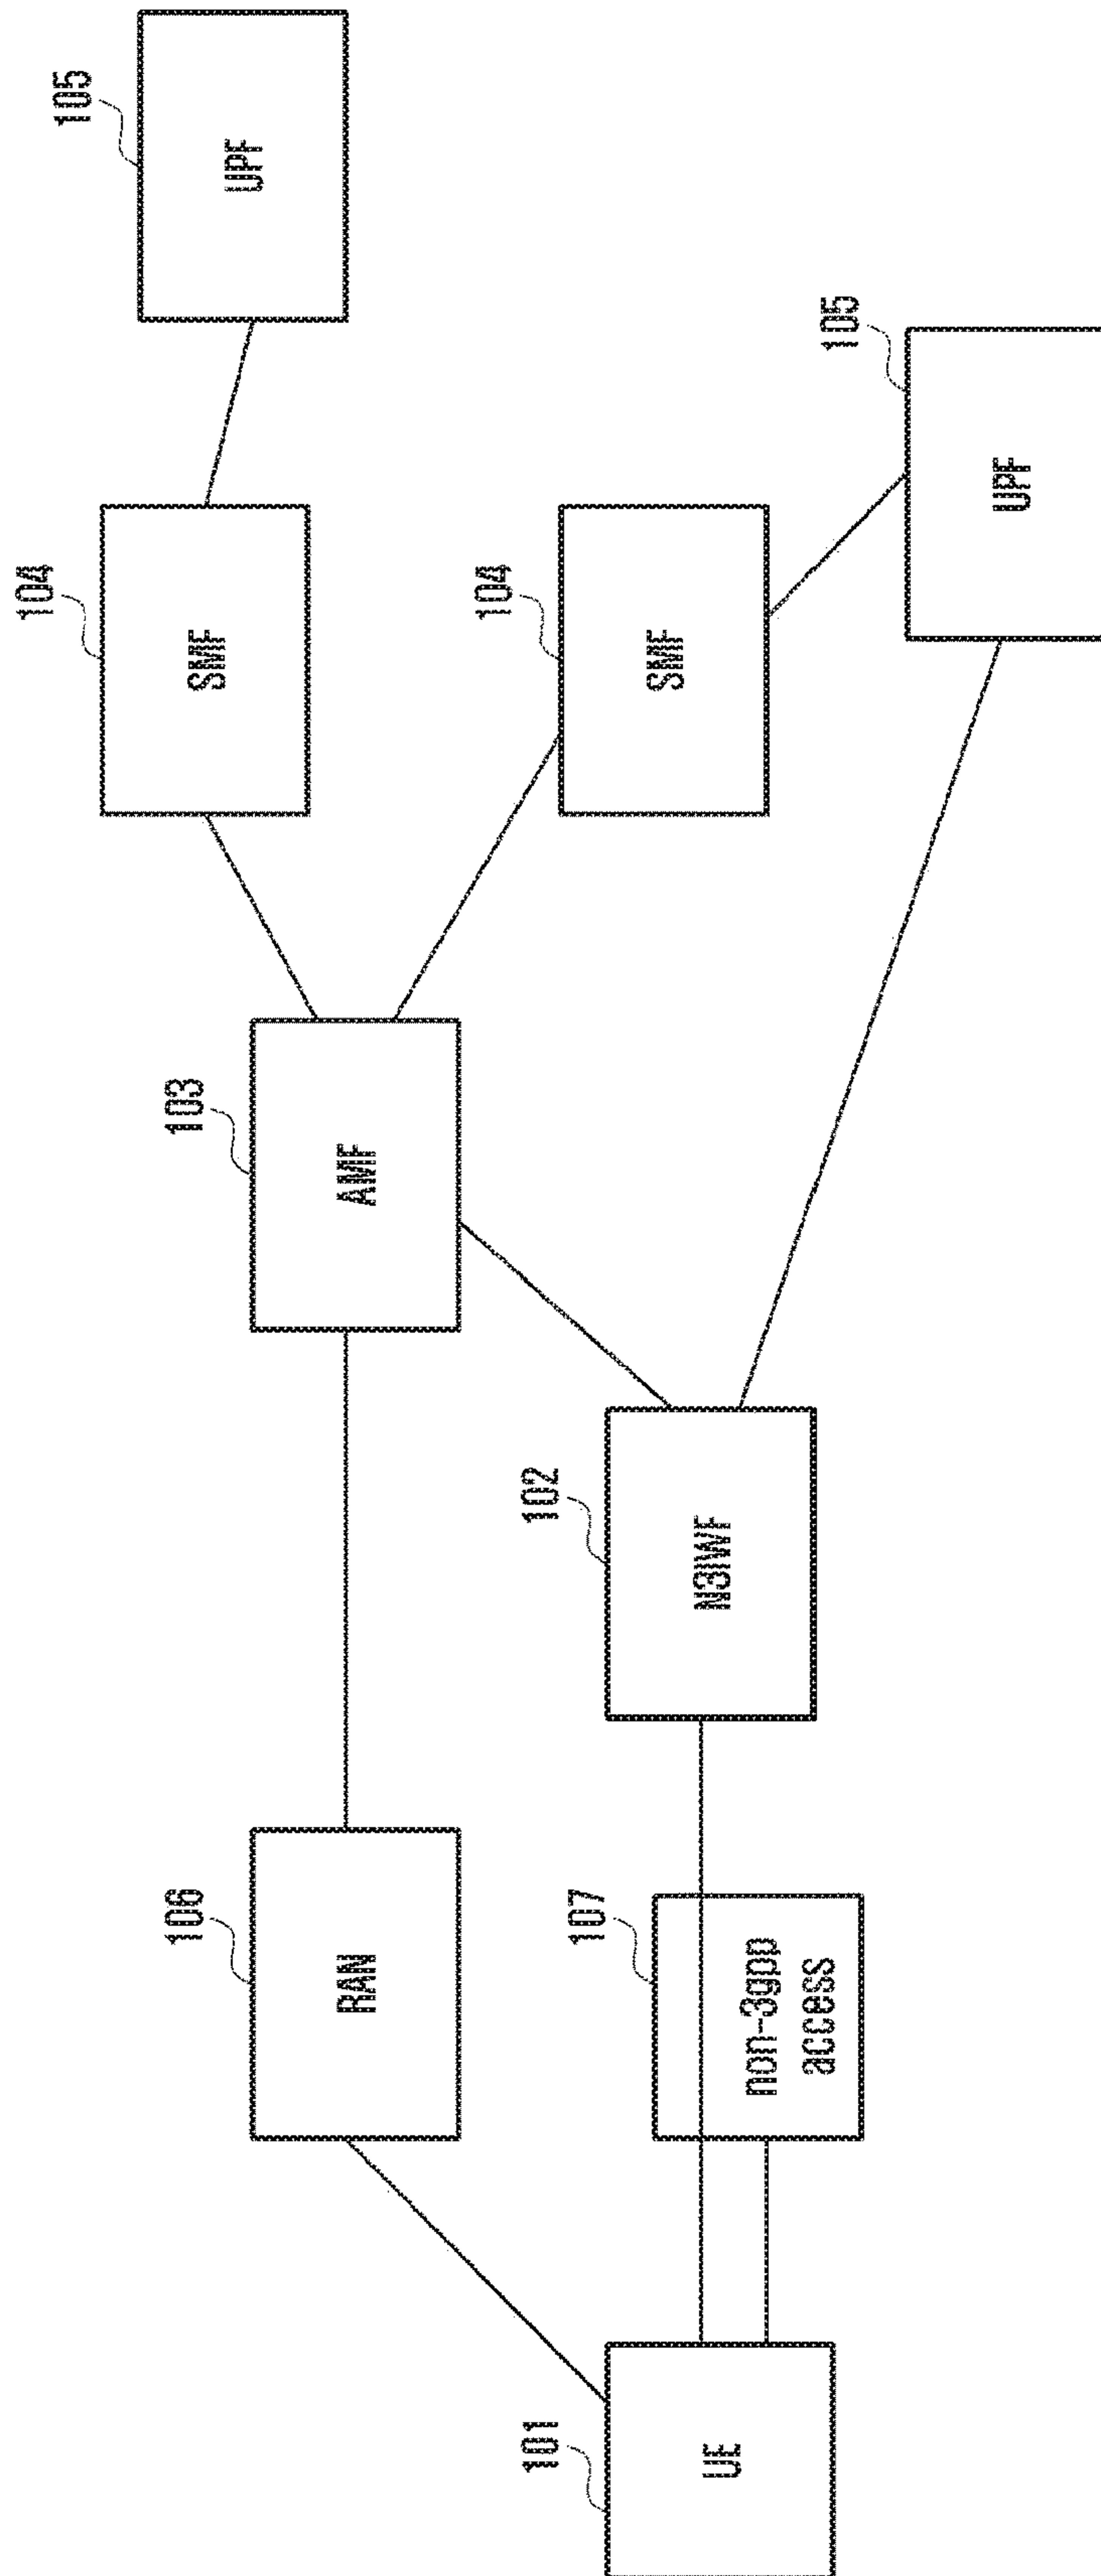 101
UE
106
RAN
107
non-3gpp
access
102
N3IWF
103
AMF
104
SMF
104
SMF
105
UPF
105
UPF